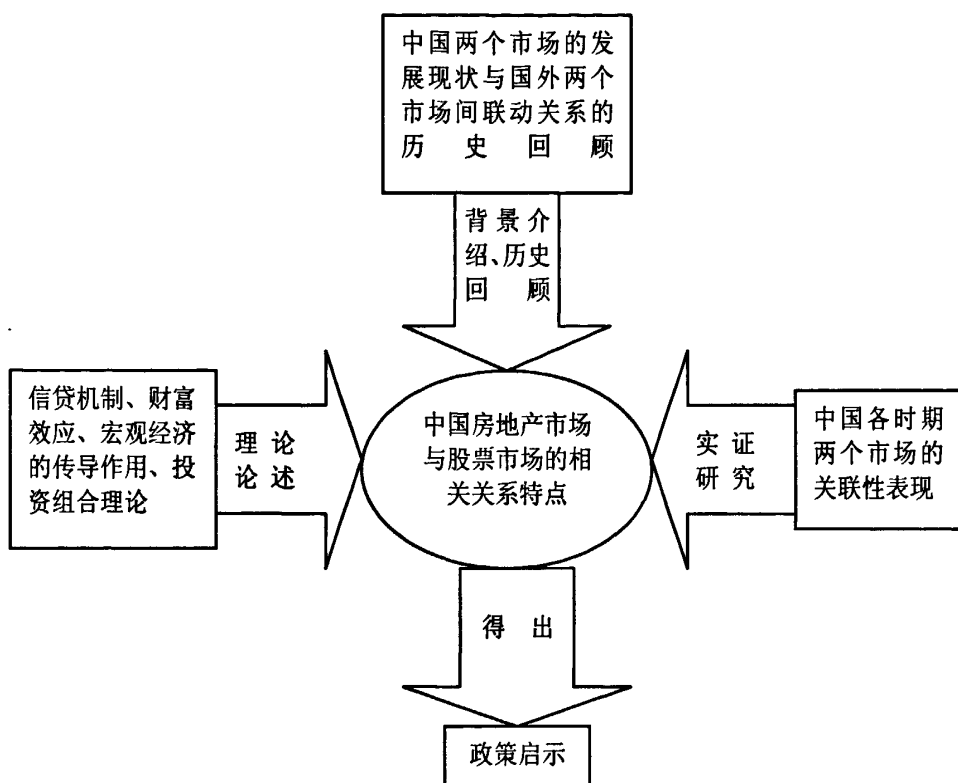 中国两个市场的发
展现状与国外两个
市场间联动关系的
历史回顾
背景介
绍、历史
回顾
信贷机制、财富
效应、宏观经济
的传导作用、投
资组合理论
理论
论述
中国房地产市场
与股票市场的相
关关系特点
实证
研究
中国各时期
两个市场的
关联性表现
得出
政策启示